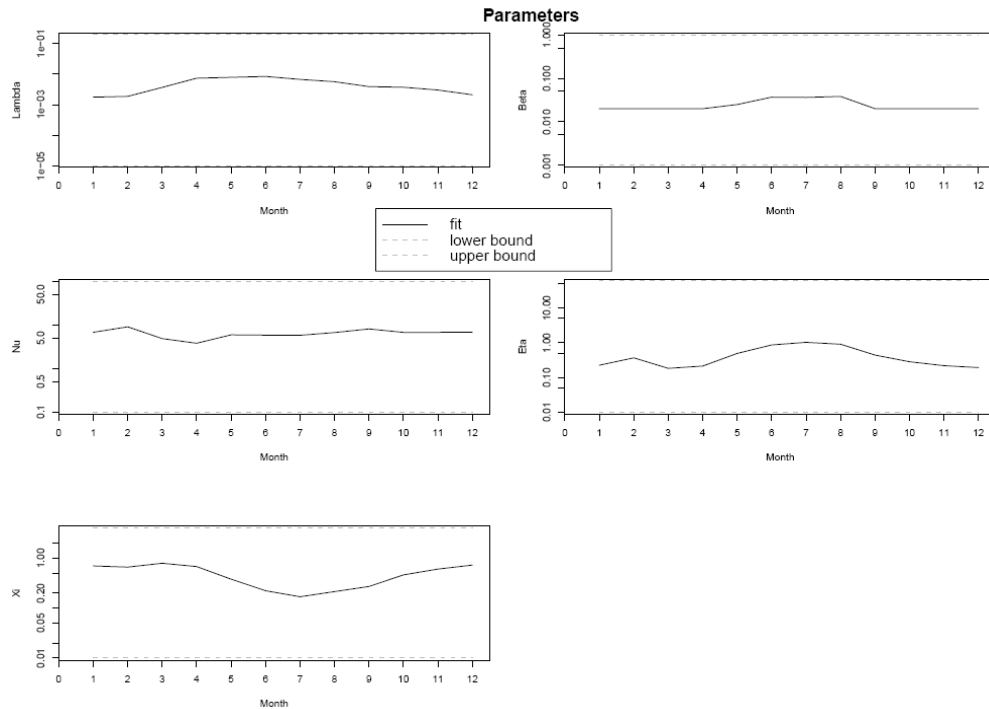 Parameters
Lambda
1e−01
1e−03
1e−05
0 1 2 3 4 5 6 7 8 9 10 11 12
Month
Beta
1.000
0.100
0.010
0.001
0 1 2 3 4 5 6 7 8 9 10 11 12
Month
fit
lower bound
upper bound
Nu
50.0
5.0
0.5
0.1
0 1 2 3 4 5 6 7 8 9 10 11 12
Month
Eta
10.00
1.00
0.10
0.01
0 1 2 3 4 5 6 7 8 9 10 11 12
Month
Xi
1.00
0.20
0.05
0.01
0 1 2 3 4 5 6 7 8 9 10 11 12
Month